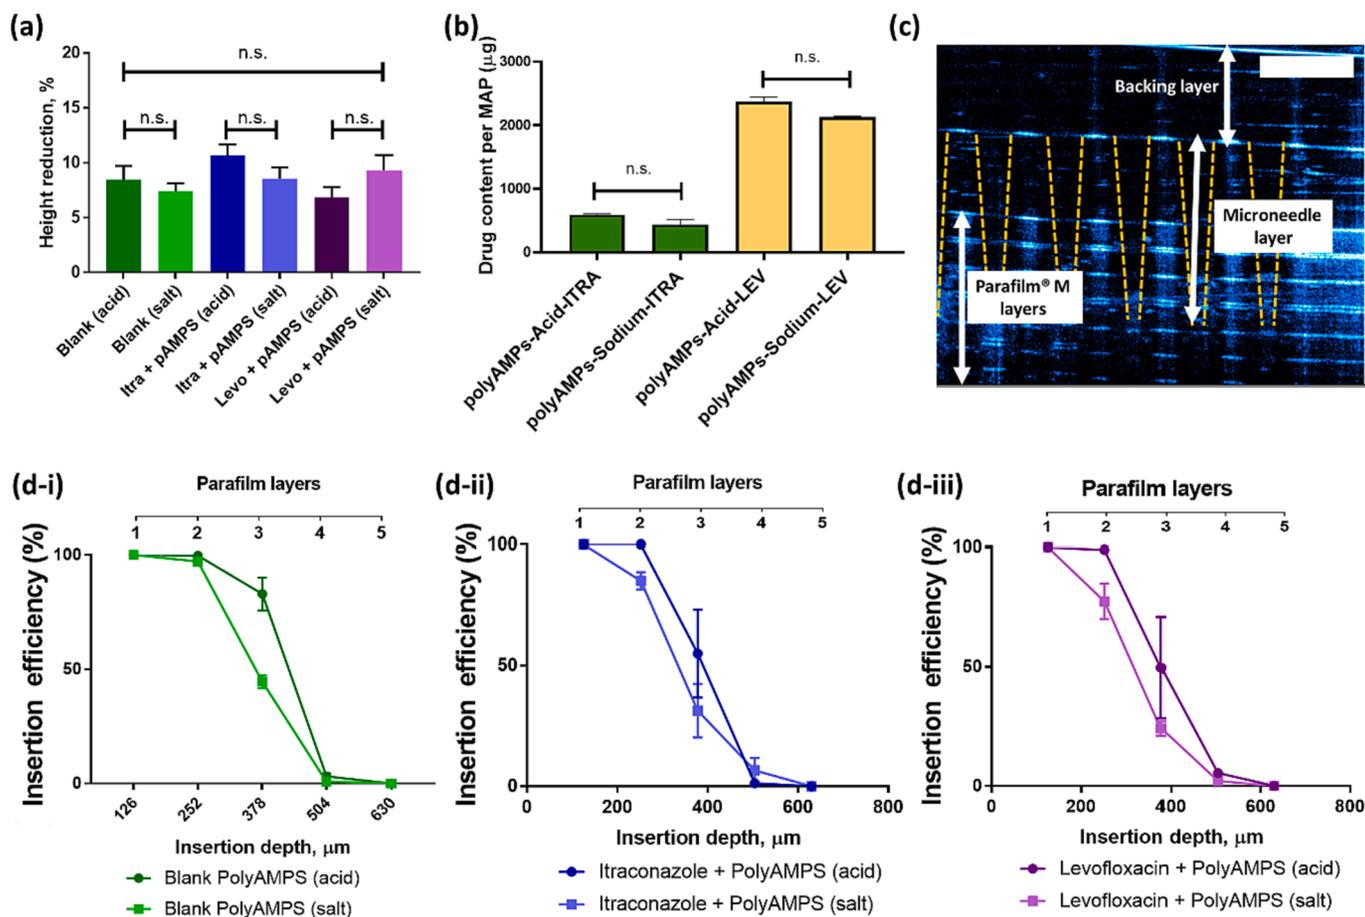 (a)
Height reduction, %
20
15
10
5
0
n.s.
n.s.
n.s.
n.s.
Blank (acid)
Blank (salt)
Itra + pAMPS (acid)
Itra + pAMPS (salt)
Levo + pAMPS (acid)
Levo + pAMPS (salt)
(b)
Drug content per MAP (µg)
3000
2000
1000
0
n.s.
n.s.
polyAMPs-Acid-ITRA
polyAMPs-Sodium-ITRA
polyAMPs-Acid-LEV
polyAMPs-Sodium-LEV
(c)
Backing layer
Microneedle
layer
Parafilm® M
layers
(d-i)
Parafilm layers
1 2 3 4 5
Insertion efficiency (%)
100
50
0
126 252 378 504 630
Insertion depth, µm
Blank PolyAMPS (acid)
Blank PolyAMPS (salt)
(d-ii)
Parafilm layers
1 2 3 4 5
Insertion efficiency (%)
100
50
0
0 200 400 600 800
Insertion depth, µm
Itraconazole + PolyAMPS (acid)
Itraconazole + PolyAMPS (salt)
(d-iii)
Parafilm layers
1 2 3 4 5
Insertion efficiency (%)
100
50
0
0 200 400 600 800
Insertion depth, µm
Levofloxacin + PolyAMPS (acid)
Levofloxacin + PolyAMPS (salt)